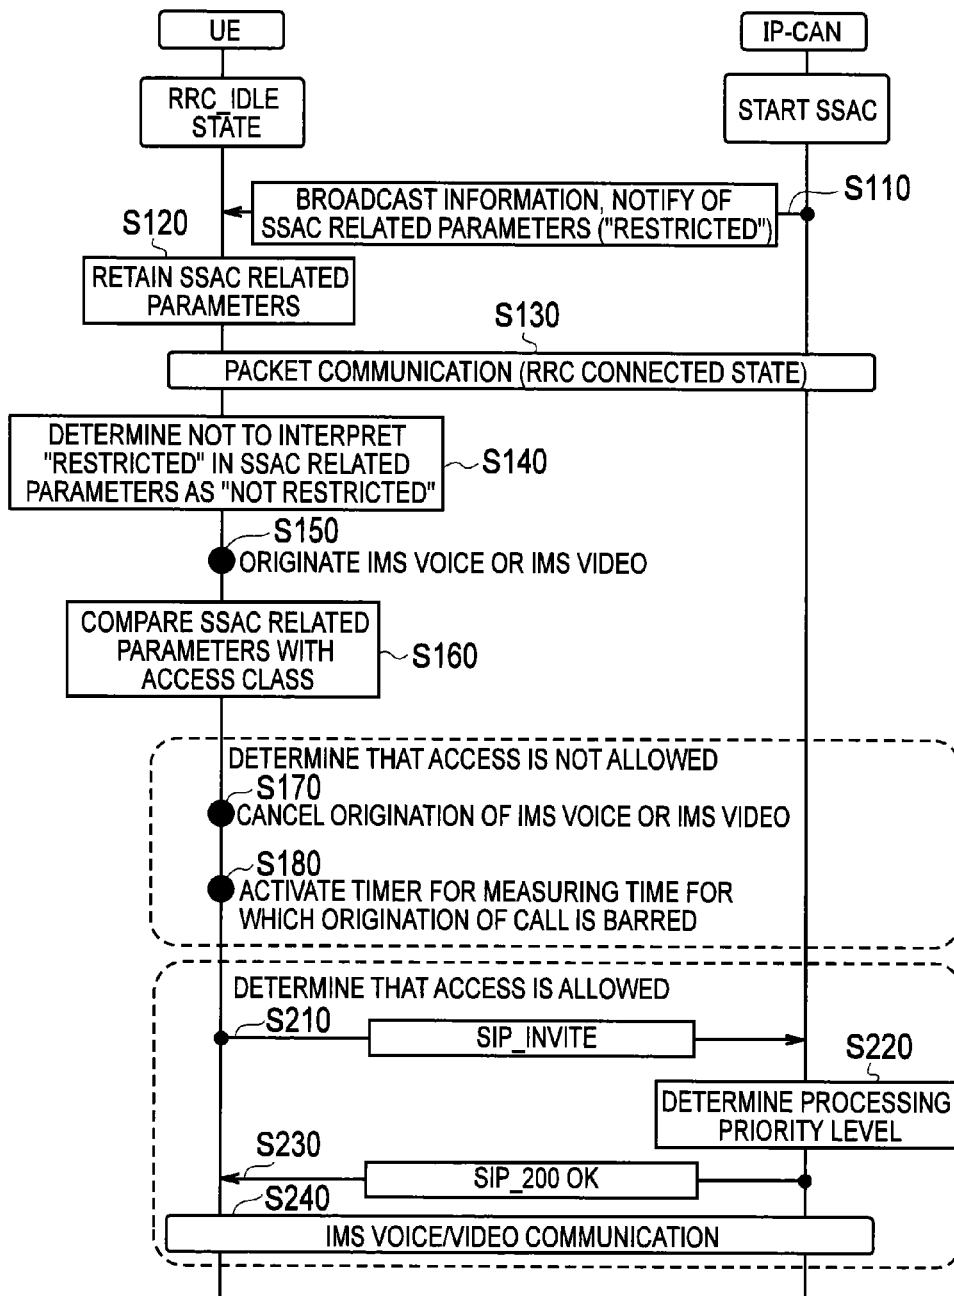 UE
IP-CAN
RRC_IDLE
STATE
START SSAC
S110
BROADCAST INFORMATION, NOTIFY OF
SSAC RELATED PARAMETERS ("RESTRICTED")
S120
RETAIN SSAC RELATED
PARAMETERS
S130
PACKET COMMUNICATION (RRC CONNECTED STATE)
DETERMINE NOT TO INTERPRET
"RESTRICTED" IN SSAC RELATED
PARAMETERS AS "NOT RESTRICTED"
S140
S150
ORIGINATE IMS VOICE OR IMS VIDEO
COMPARE SSAC RELATED
PARAMETERS WITH
ACCESS CLASS
S160
DETERMINE THAT ACCESS IS NOT ALLOWED
S170
CANCEL ORIGINATION OF IMS VOICE OR IMS VIDEO
S180
ACTIVATE TIMER FOR MEASURING TIME FOR
WHICH ORIGINATION OF CALL IS BARRED
DETERMINE THAT ACCESS IS ALLOWED
S210
SIP_INVITE
S220
DETERMINE PROCESSING
PRIORITY LEVEL
S230
SIP_200 OK
S240
IMS VOICE/VIDEO COMMUNICATION